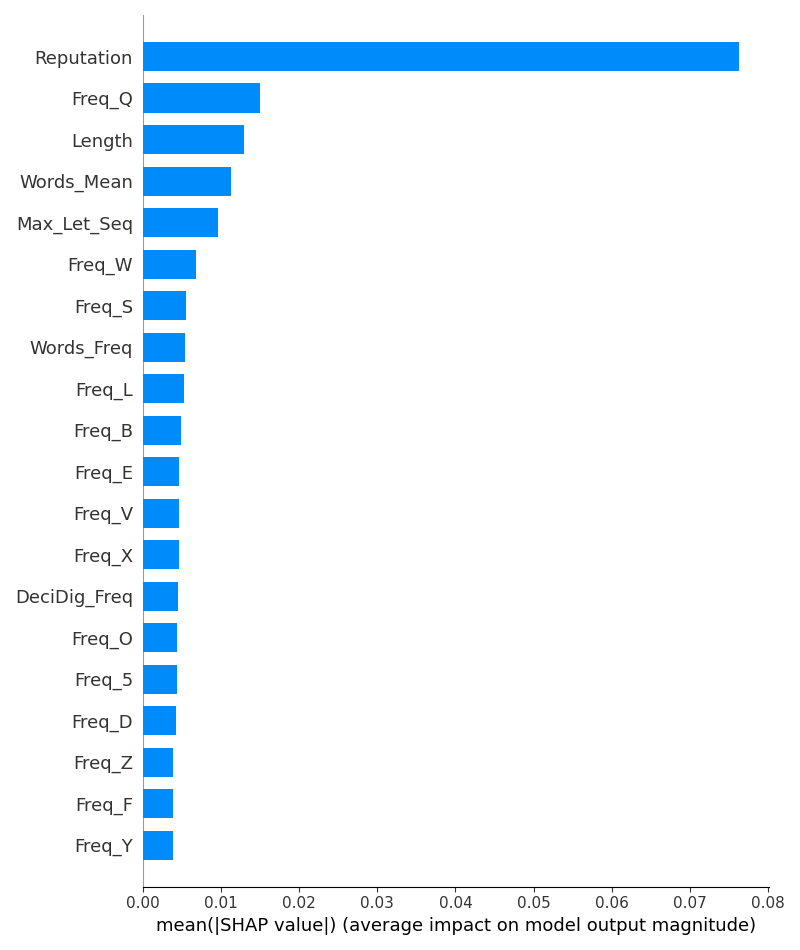 Reputation
Freq_Q
Length
Words_Mean
Max_Let_Seq
Freq_W
Freq_S
Words_Freq
Freq_L
Freq_B
Freq_E
Freq_V
Freq_X
DeciDig_Freq
Freq_O
Freq_5
Freq_D
Freq_Z
Freq_F
Freq_Y
0.00 0.01 0.02 0.03 0.04 0.05 0.06 0.07 0.08
mean(|SHAP value|) (average impact on model output magnitude)